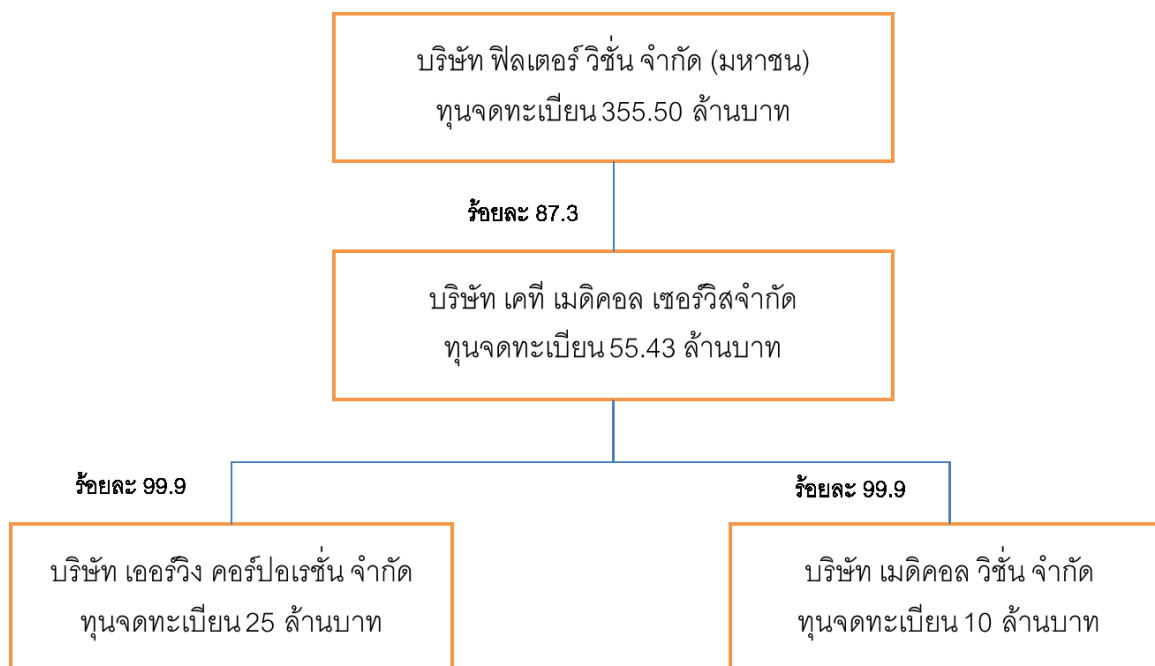 บริษัท ฟิลเตอร์ วิชั่น จำกัด (มหาชน)
ทุนจดทะเบียน 355.50 ล้านบาท
ร้อยละ 87.3
บริษัท เคที เมดิคอล เซอร์วิสจำกัด
ทุนจดทะเบียน 55.43 ล้านบาท
ร้อยละ 99.9
ร้อยละ 99.9
บริษัท เออร์วิง คอร์ปอเรชั่น จำกัด
ทุนจดทะเบียน 25 ล้านบาท
บริษัท เมดิคอล วิชั่น จำกัด
ทุนจดทะเบียน 10 ล้านบาท